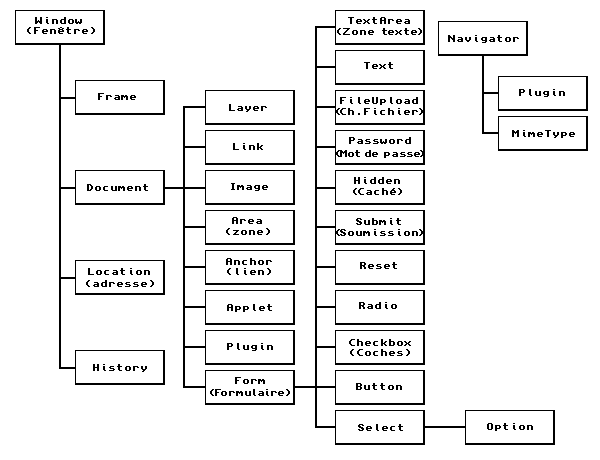 Window
(Fenêtre)
Frame
Document
Location
(adresse)
History
Layer
Link
Image
Area
(zone)
Anchor
(lien)
Applet
Plugin
Form
(Formulaire)
TextArea
(Zone texte)
Text
FileUpload
(Ch.Fichier)
Password
(Mot de passe)
Hidden
(Caché)
Submit
(Soumission)
Reset
Radio
Checkbox
(Coches)
Button
Select
Option
Navigator
Plugin
MimeType